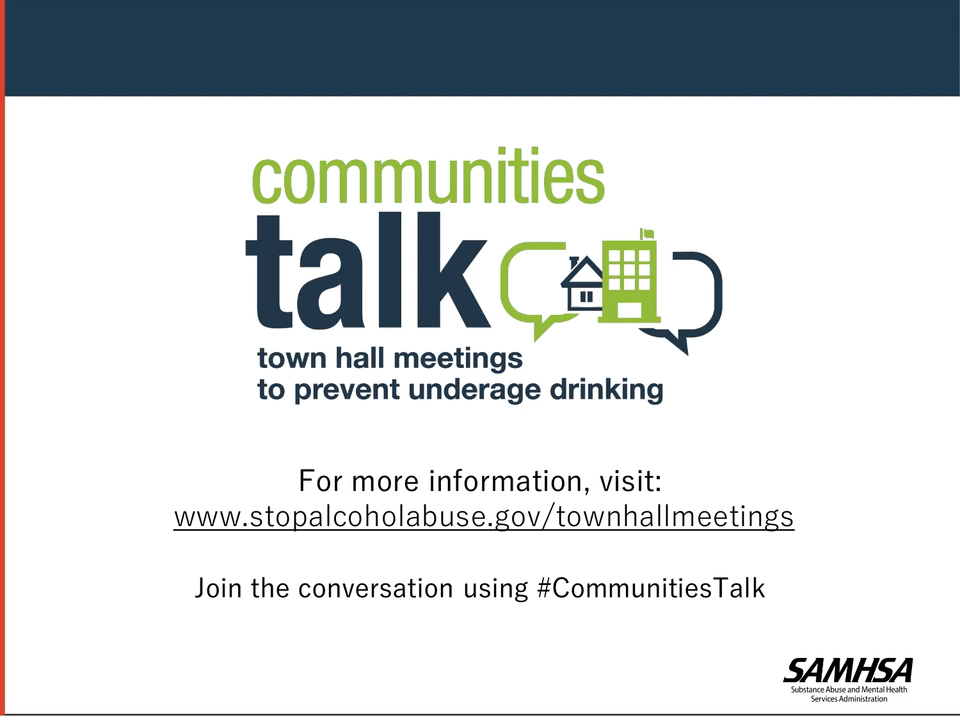 communities
talk
town hall meetings
to prevent underage drinking
For more information, visit:
www.stopalcoholabuse.gov/townhallmeetings
Join the conversation using #CommunitiesTalk
SAMHSA
Substance Abuse and Mental Health
Services Administration